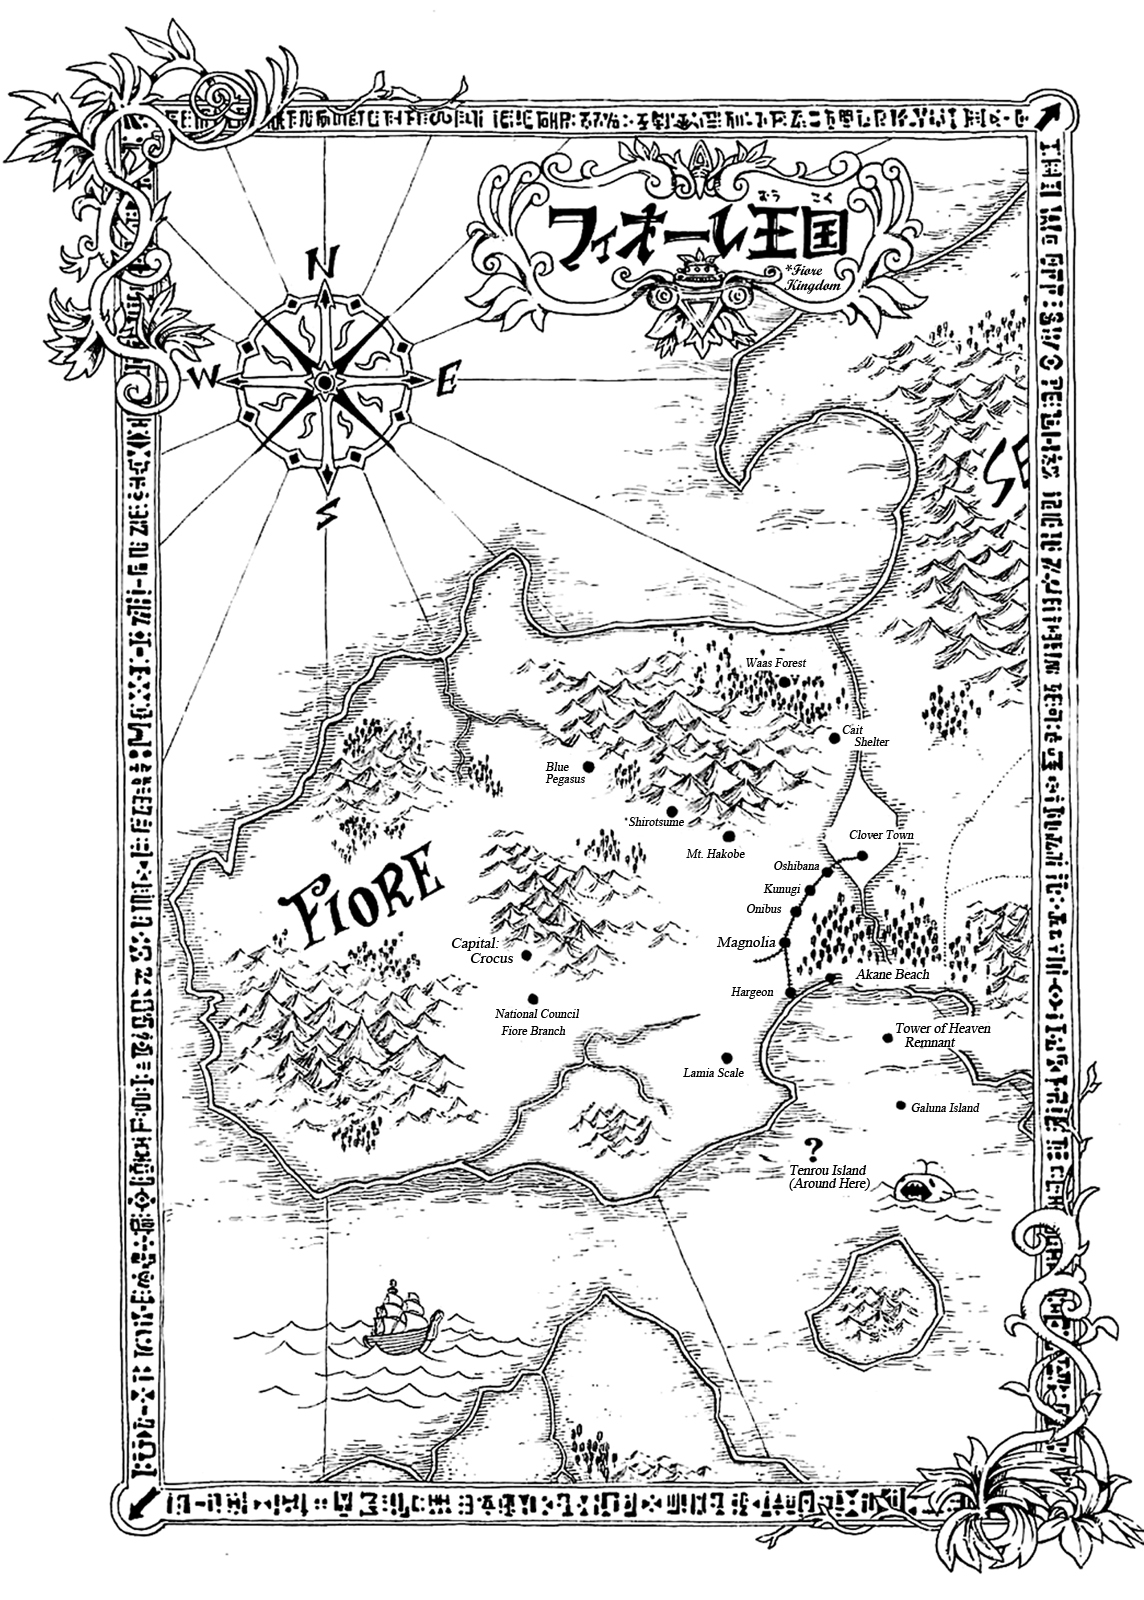 おう こく
フィオーレ王国
*Fiore
Kingdom
N
W
E
S
SE
Waas Forest
Cait
Shelter
Blue
Pegasus
Shirotsume
Mt. Hakobe
Clover Town
Oshibana
Kunugi
Onibus
FIORE
Capital:
Crocus
Magnolia
Akane Beach
Hargeon
National Council
Fiore Branch
Tower of Heaven
Remnant
Lamia Scale
Galuna Island
?
Tenrou Island
(Around Here)